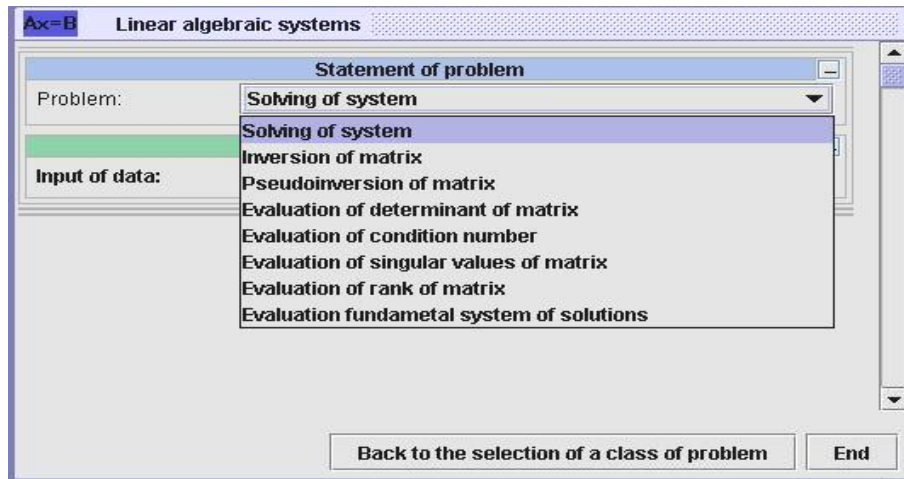 Ax=B Linear algebraic systems
Statement of problem
Problem: Solving of system
Solving of system
Inversion of matrix
Input of data:
Pseudoinversion of matrix
Evaluation of determinant of matrix
Evaluation of condition number
Evaluation of singular values of matrix
Evaluation of rank of matrix
Evaluation fundametal system of solutions
Back to the selection of a class of problem End